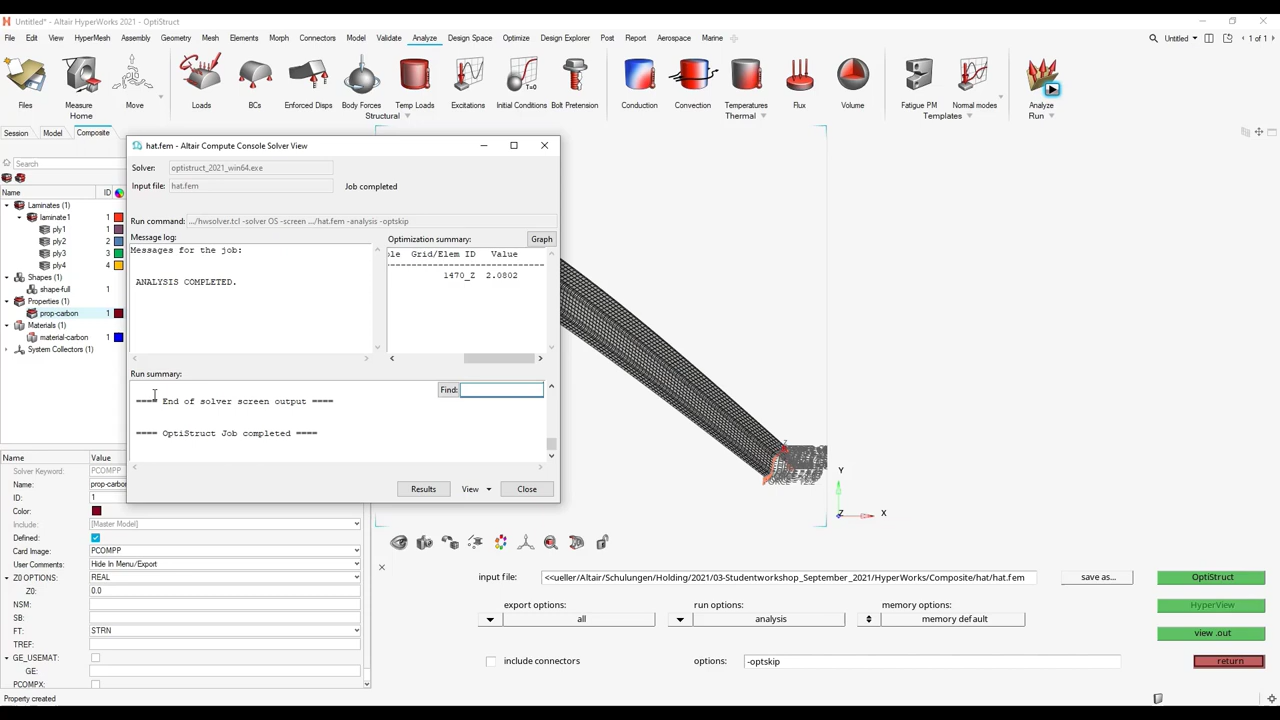 Untitled* - Altair HyperWorks 2021 - OptiStruct
File Edit View HyperMesh Assembly Geometry Mesh Elements Morph Connectors Model Validate Analyze Design Space Optimize Design Explorer Post Report Aerospace Marine Untitled 1 of 1
T=0
Files Measure Move Loads BCs Enforced Disps Body Forces Temp Loads Excitations Initial Conditions Bolt Pretension Conduction Convection Temperatures Flux Volume Fatigue PM Normal modes Analyze
Home Structural Thermal Templates Run
Session Model Composite
Search
Name ID
Laminates (1)
laminate1 1
ply1 1
ply2 2
ply3 3
ply4 4
Shapes (1)
shape-full 1
Properties (1)
prop-carbon 1
Materials (1)
material-carbon 1
System Collectors (1)
hat.fem - Altair Compute Console Solver View
Solver: optistruct_2021_win64.exe
Input file: hat.fem Job completed
Run command: .../hwsolver.tcl -solver OS -screen .../hat.fem -analysis -optskip
Message log: Optimization summary: Graph
Messages for the job:
ANALYSIS COMPLETED.
ble Grid/Elem ID Value
1470_Z 2.0802
Run summary:
Find:
==== End of solver screen output ====
==== OptiStruct Job completed ====
Results View Close
Name Value
Solver Keyword: PCOMPP
Name: prop-carbon
ID: 1
Color:
Include: [Master Model]
Defined:
Card Image: PCOMPP
User Comments: Hide In Menu/Export
Z0 OPTIONS: REAL
Z0: 0.0
NSM:
SB:
FT: STRN
TREF:
GE_USEMAT:
GE:
PCOMPX:
Property created
Z
Y
Z X
input file: <<ueller/Altair/Schulungen/Holding/2021/03-Studentworkshop_September_2021/HyperWorks/Composite/hat/hat.fem save as... OptiStruct
export options: run options: memory options: HyperView
all analysis memory default
view .out
include connectors options: -optskip return